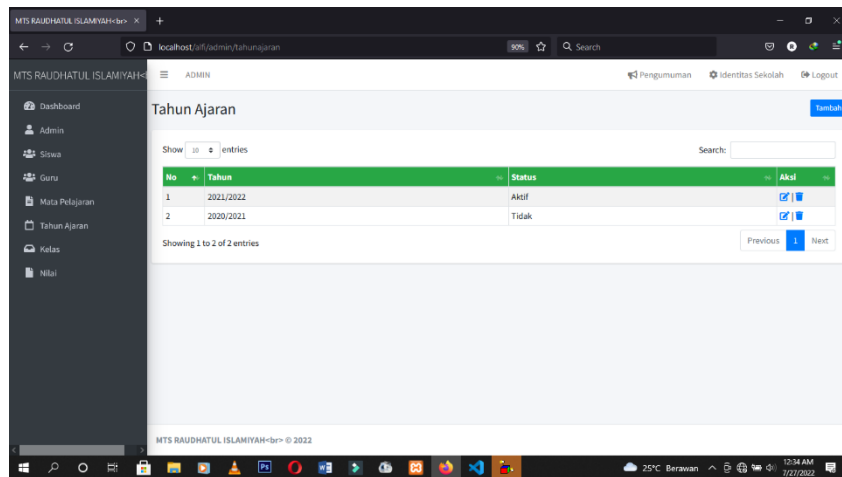 MTS RAUDHATUL ISLAMIYAH<br>
localhost/alfi/admin/tahunajaran
90%
Search
MTS RAUDHATUL ISLAMIYAH<
ADMIN
Pengumuman
Identitas Sekolah
Logout
Dashboard
Admin
Siswa
Guru
Mata Pelajaran
Tahun Ajaran
Kelas
Nilai
Tahun Ajaran
Tambah
Show 10 entries
Search:
No Tahun Status Aksi
1 2021/2022 Aktif |
2 2020/2021 Tidak |
Showing 1 to 2 of 2 entries
Previous 1 Next
MTS RAUDHATUL ISLAMIYAH<br> © 2022
Ps
25°C Berawan
12:34 AM
7/27/2022